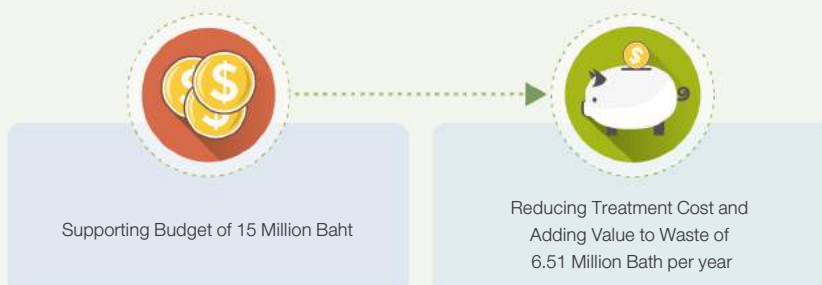 Supporting Budget of 15 Million Baht
Reducing Treatment Cost and
Adding Value to Waste of
6.51 Million Bath per year